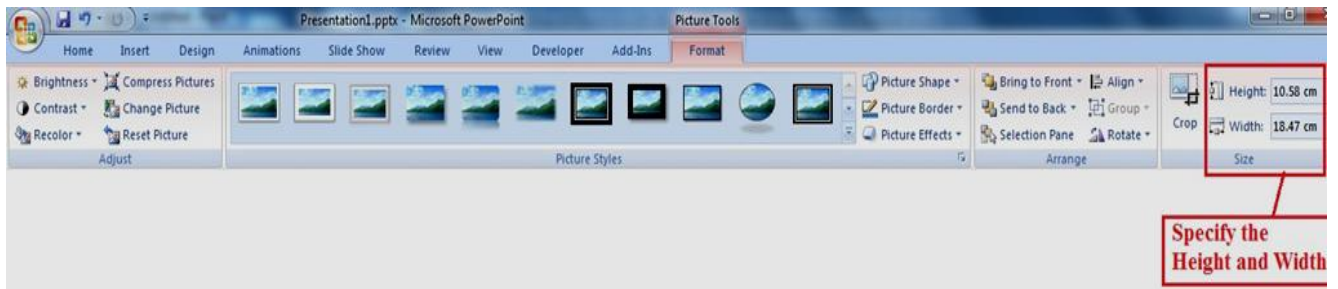 Presentation1.pptx - Microsoft PowerPoint
Picture Tools
Home Insert Design Animations Slide Show Review View Developer Add-Ins Format
Brightness
Compress Pictures
Contrast
Change Picture
Recolor
Reset Picture
Adjust
Picture Styles
Picture Shape
Picture Border
Picture Effects
Bring to Front
Align
Send to Back
Group
Selection Pane
Rotate
Arrange
Crop
Height: 10.58 cm
Width: 18.47 cm
Size
Specify the
Height and Width